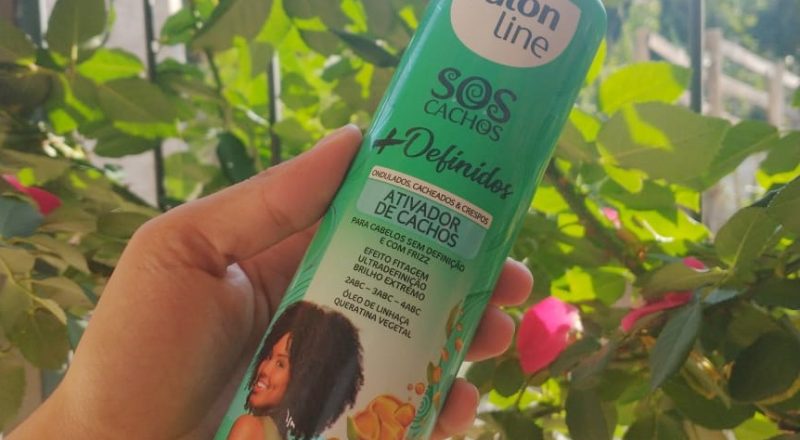 line
SOS
CACHOS
+Definidos
ONDULADOS, CACHEADOS & CRESPOS
ATIVADOR
DE CACHOS
PARA CABELOS SEM DEFINIÇÃO
E COM FRIZZ
EFEITO FITAGEM
ULTRADEFINIÇÃO
BRILHO EXTREMO
2ABC – 3ABC – 4ABC
ÓLEO DE LINHAÇA
QUERATINA VEGETAL